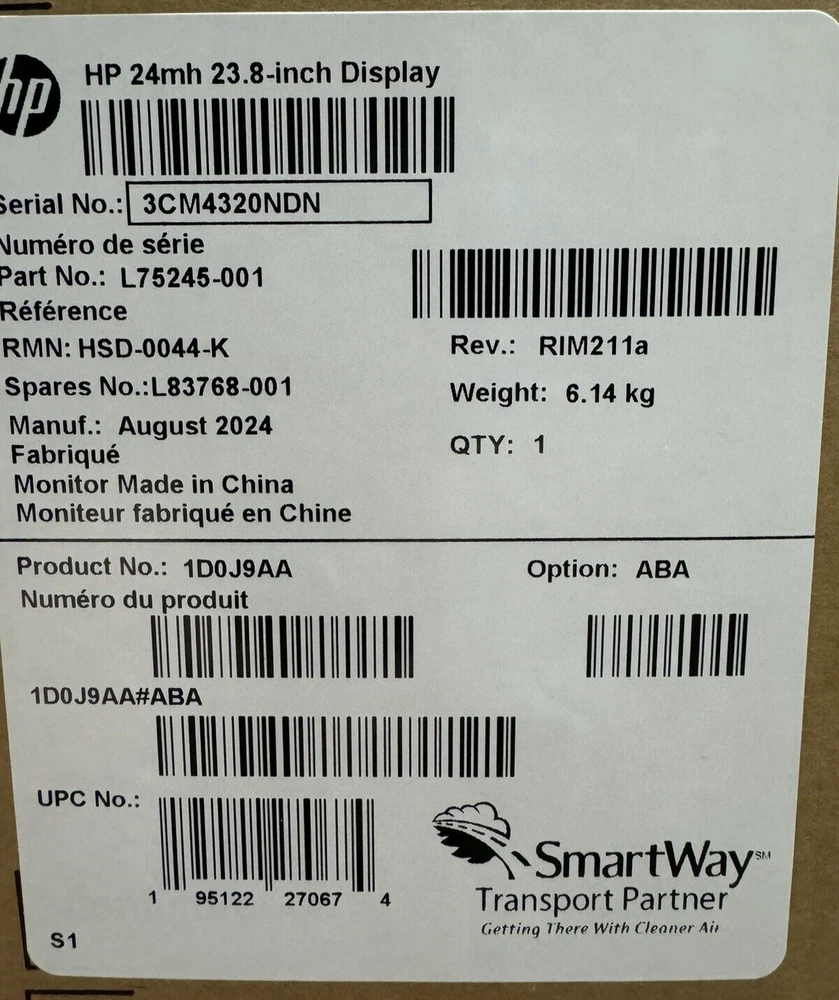 hp
HP 24mh 23.8-inch Display
Serial No.: 3CM4320NDN
Numéro de série
Part No.: L75245-001
Référence
RMN: HSD-0044-K
Rev.: RIM211a
Spares No.:L83768-001
Weight: 6.14 kg
Manuf.: August 2024
Fabriqué
QTY: 1
Monitor Made in China
Moniteur fabriqué en Chine
Product No.: 1D0J9AA
Option: ABA
Numéro du produit
1D0J9AA#ABA
UPC No.:
1 95122 27067 4
SmartWay℠
Transport Partner
Getting There With Cleaner Air
S1